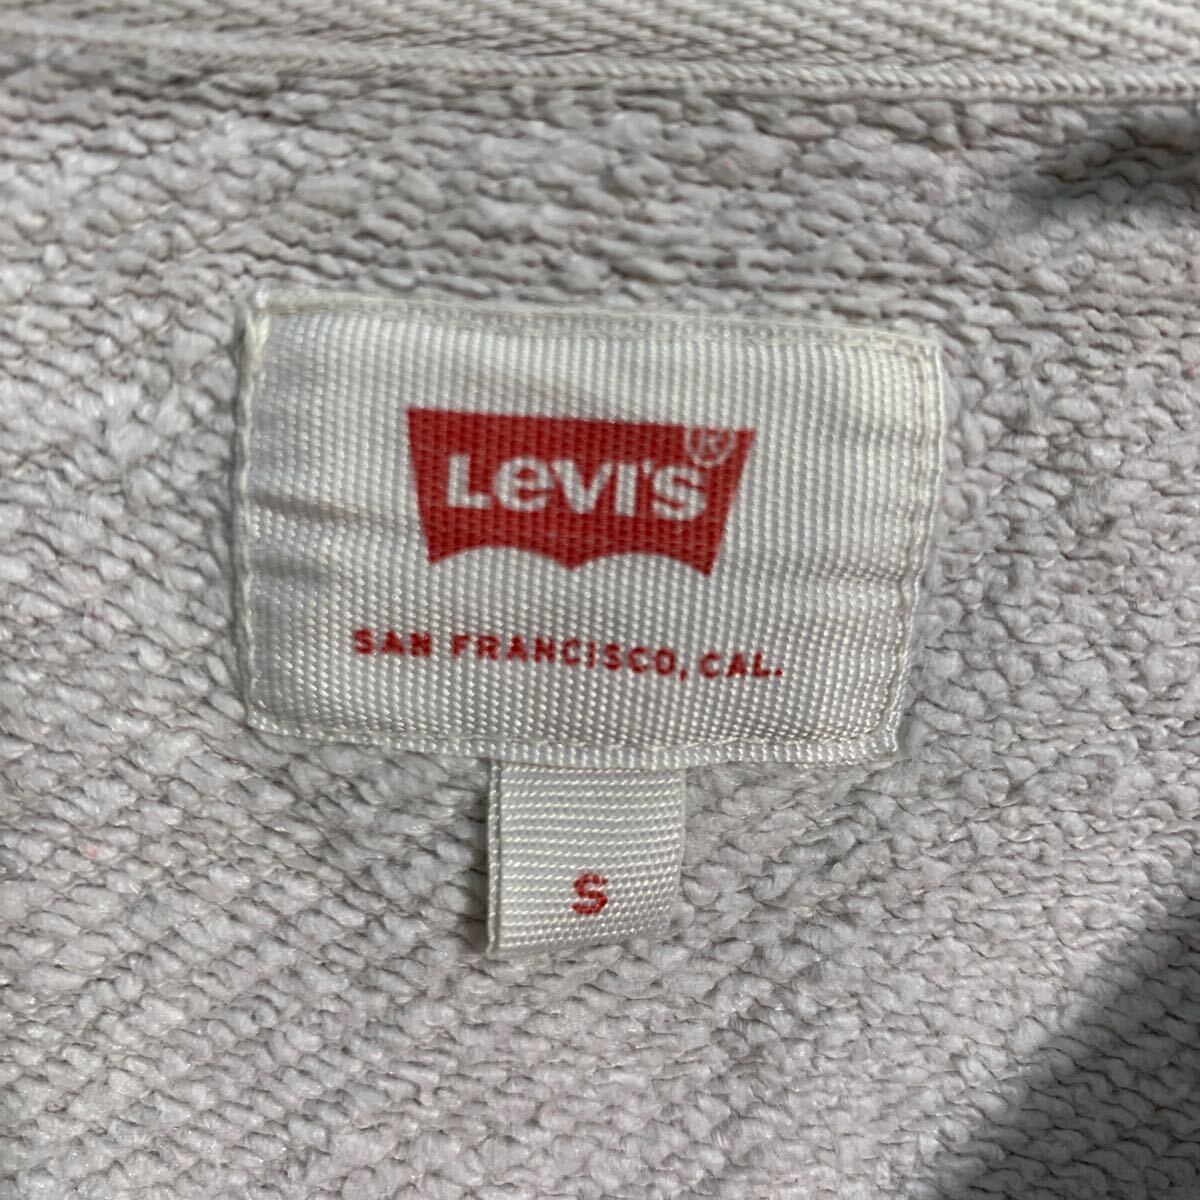 LEVI'S®
SAN FRANCISCO, CAL.
S